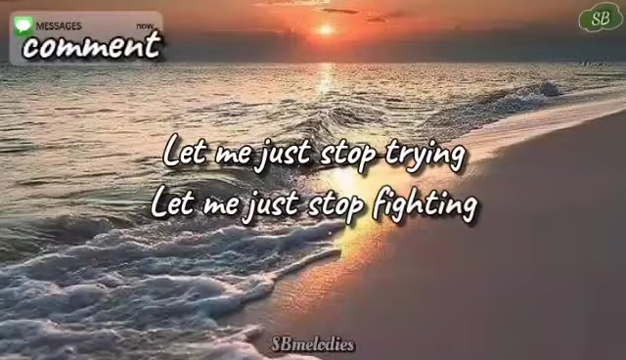 MESSAGES now
comment
SB
Let me just stop trying
Let me just stop fighting
SBmelodies